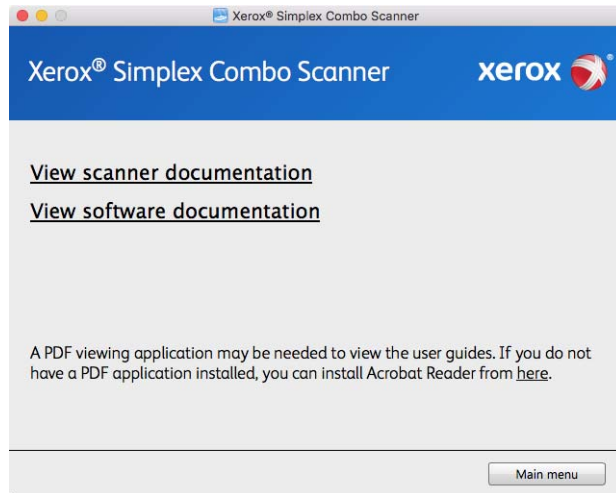 Xerox® Simplex Combo Scanner
Xerox® Simplex Combo Scanner
xerox ®
View scanner documentation
View software documentation
A PDF viewing application may be needed to view the user guides. If you do not
have a PDF application installed, you can install Acrobat Reader from here.
Main menu